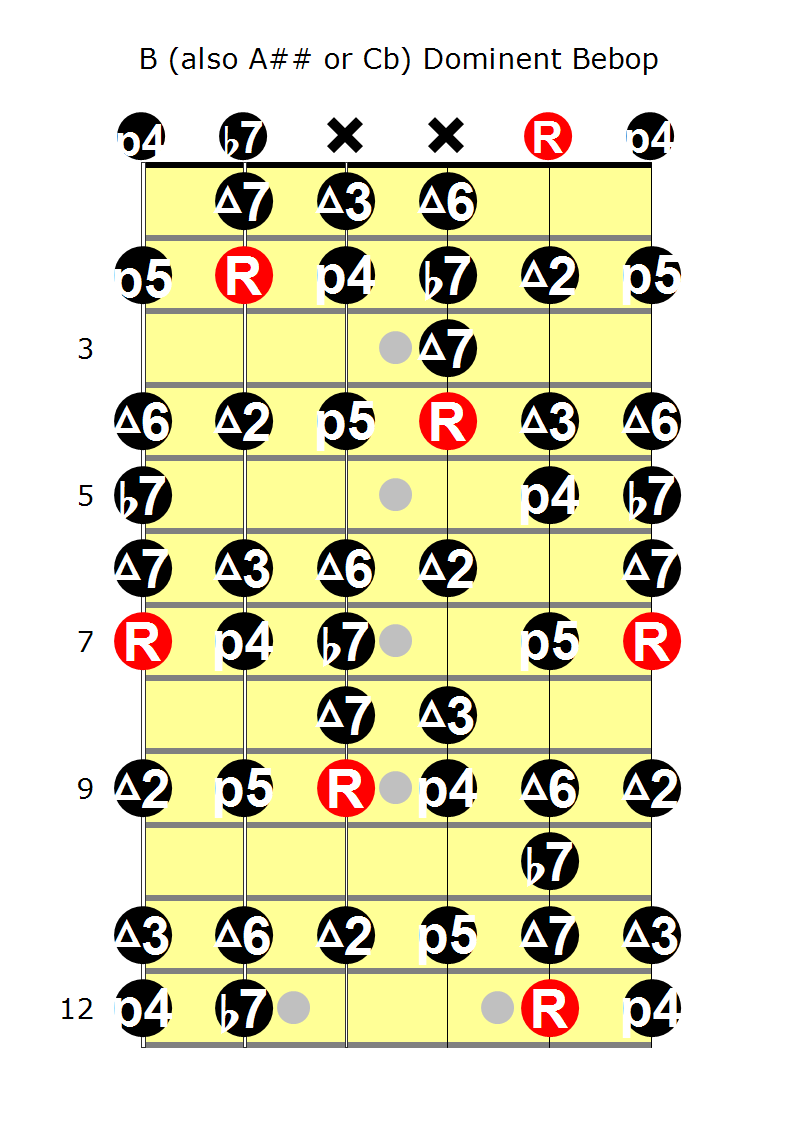 B (also A## or Cb) Dominent Bebop
p4 ♭7 × × R p4
Δ7 Δ3 Δ6
p5 R p4 ♭7 Δ2 p5
3 Δ7
Δ6 Δ2 p5 R Δ3 Δ6
5 ♭7 p4 ♭7
Δ7 Δ3 Δ6 Δ2 Δ7
7 R p4 ♭7 p5 R
Δ7 Δ3
9 Δ2 p5 R p4 Δ6 Δ2
♭7
Δ3 Δ6 Δ2 p5 Δ7 Δ3
12 p4 ♭7 R p4